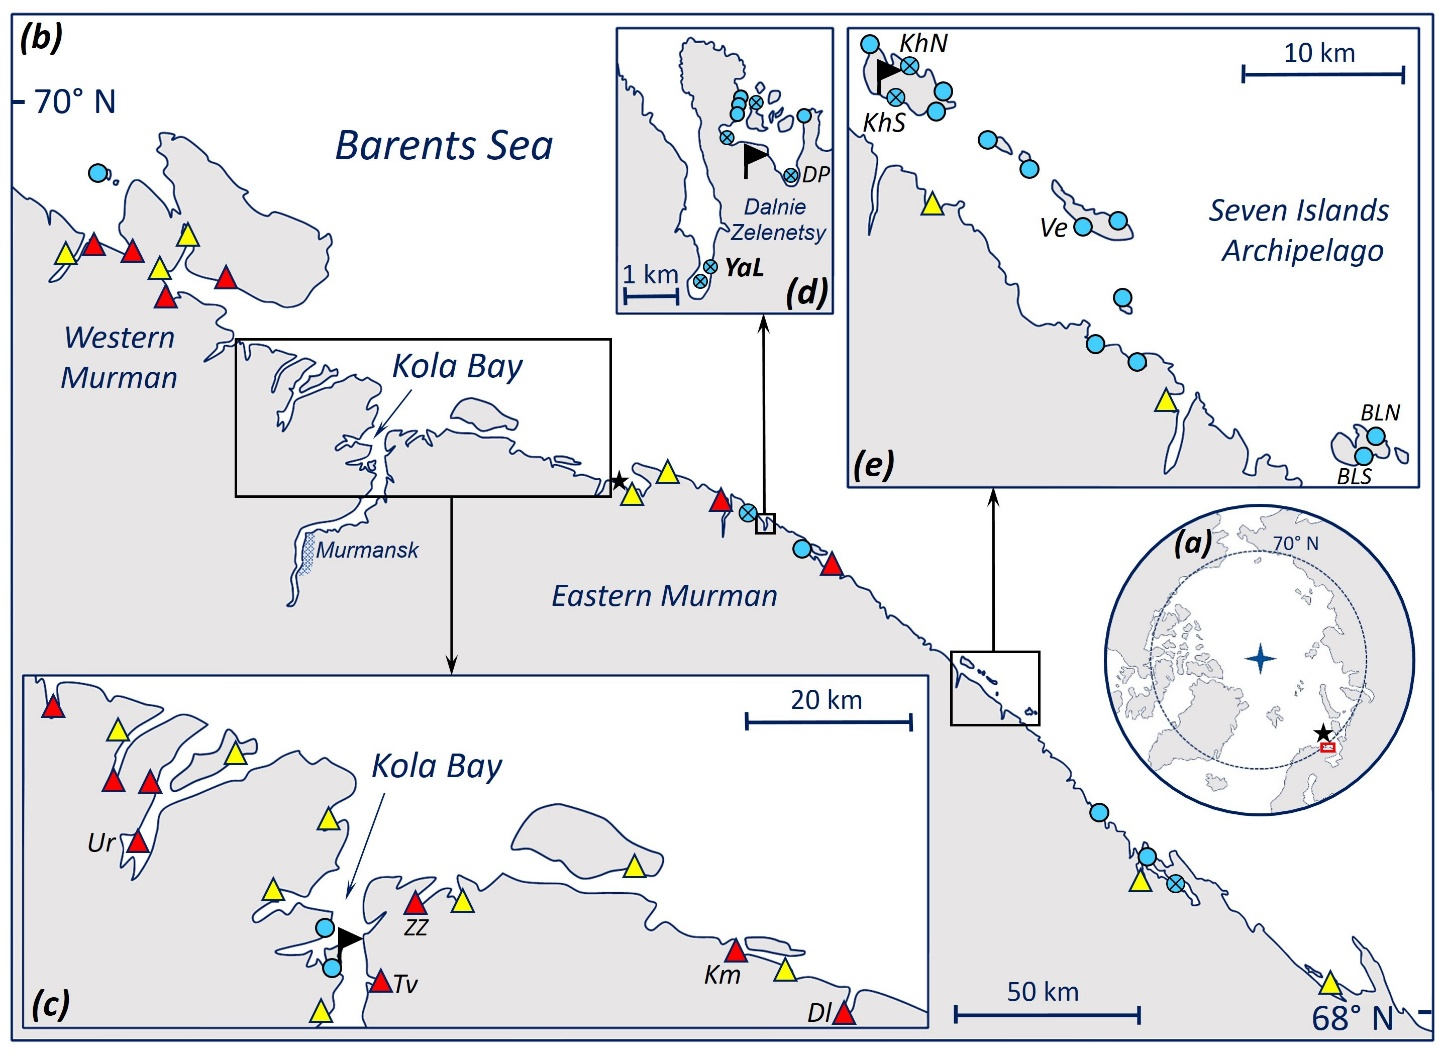 (b)
70° N
Barents Sea
Western
Murman
Kola Bay
Murmansk
Eastern Murman
50 km
68° N
DP
Dalnie
Zelenetsy
YaL
1 km
(d)
KhN
10 km
KhS
Ve
Seven Islands
Archipelago
BLN
BLS
(e)
(a)
70° N
20 km
Kola Bay
Ur
ZZ
Tv
Km
Dl
(c)